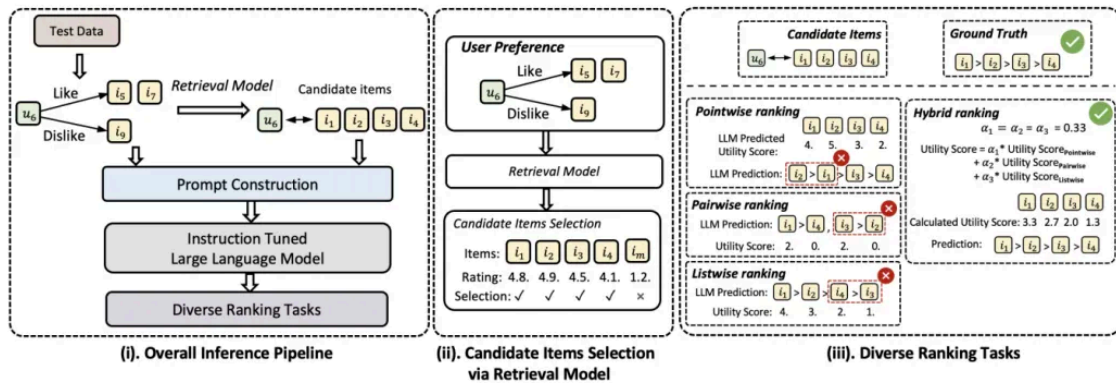 Test Data
Like
i5 i7
Retrieval Model
Candidate items
u6
u6 i1 i2 i3 i4
Dislike
i9
Prompt Construction
Instruction Tuned
Large Language Model
Diverse Ranking Tasks
(i). Overall Inference Pipeline
User Preference
Like
i5 i7
u6
Dislike
i9
Retrieval Model
Candidate Items Selection
Items: i1 i2 i3 i4 im
Rating: 4.8. 4.9. 4.5. 4.1. 1.2.
Selection: ✓ ✓ ✓ ✓ ×
(ii). Candidate Items Selection
via Retrieval Model
Candidate Items
u6 ↔ i1 i2 i3 i4
Ground Truth
i1 > i2 > i3 > i4
Pointwise ranking
i1 i2 i3 i4
LLM Predicted
Utility Score: 4. 5. 3. 2.
LLM Prediction: i2 > i1 > i3 > i4
Pairwise ranking
LLM Prediction: i1 > i4 , i3 > i2
Utility Score: 2. 0. 2. 0.
Listwise ranking
LLM Prediction: i1 > i2 > i4 > i3
Utility Score: 4. 3. 2. 1.
Hybrid ranking
α1 = α2 = α3 = 0.33
Utility Score = α1* Utility ScorePointwise
+ α2* Utility ScorePairwise
+ α3* Utility ScoreListwise
i1 i2 i3 i4
Calculated Utility Score: 3.3 2.7 2.0 1.3
Prediction: i1 > i2 > i3 > i4
(iii). Diverse Ranking Tasks